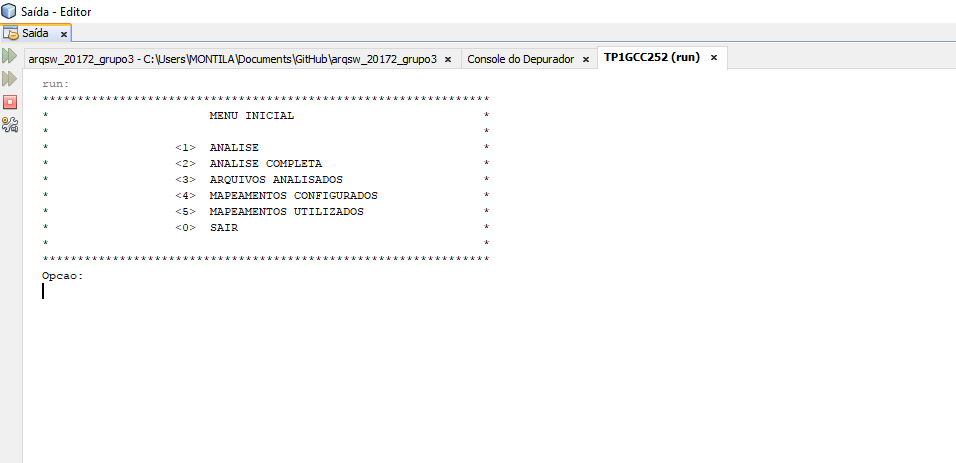 Saída - Editor
Saída ×
arqsw_20172_grupo3 - C:\Users\MONTILA\Documents\GitHub\arqsw_20172_grupo3 × Console do Depurador × TP1GCC252 (run) ×
run:
****************************************************************
* MENU INICIAL *
* *
* <1> ANALISE *
* <2> ANALISE COMPLETA *
* <3> ARQUIVOS ANALISADOS *
* <4> MAPEAMENTOS CONFIGURADOS *
* <5> MAPEAMENTOS UTILIZADOS *
* <0> SAIR *
* *
****************************************************************
Opcao: